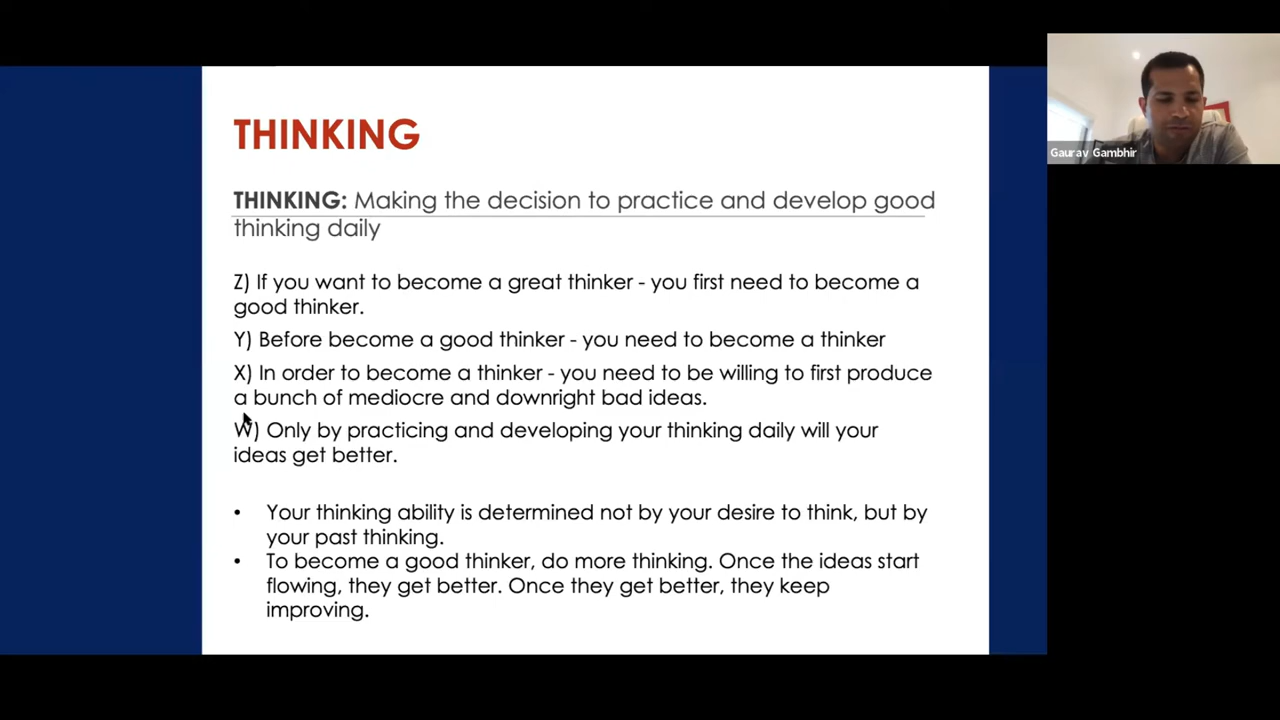 THINKING
THINKING: Making the decision to practice and develop good
thinking daily
Z) If you want to become a great thinker - you first need to become a
good thinker.
Y) Before become a good thinker - you need to become a thinker
X) In order to become a thinker - you need to be willing to first produce
a bunch of mediocre and downright bad ideas.
W) Only by practicing and developing your thinking daily will your
ideas get better.
• Your thinking ability is determined not by your desire to think, but by
your past thinking.
• To become a good thinker, do more thinking. Once the ideas start
flowing, they get better. Once they get better, they keep
improving.
Gaurav Gambhir